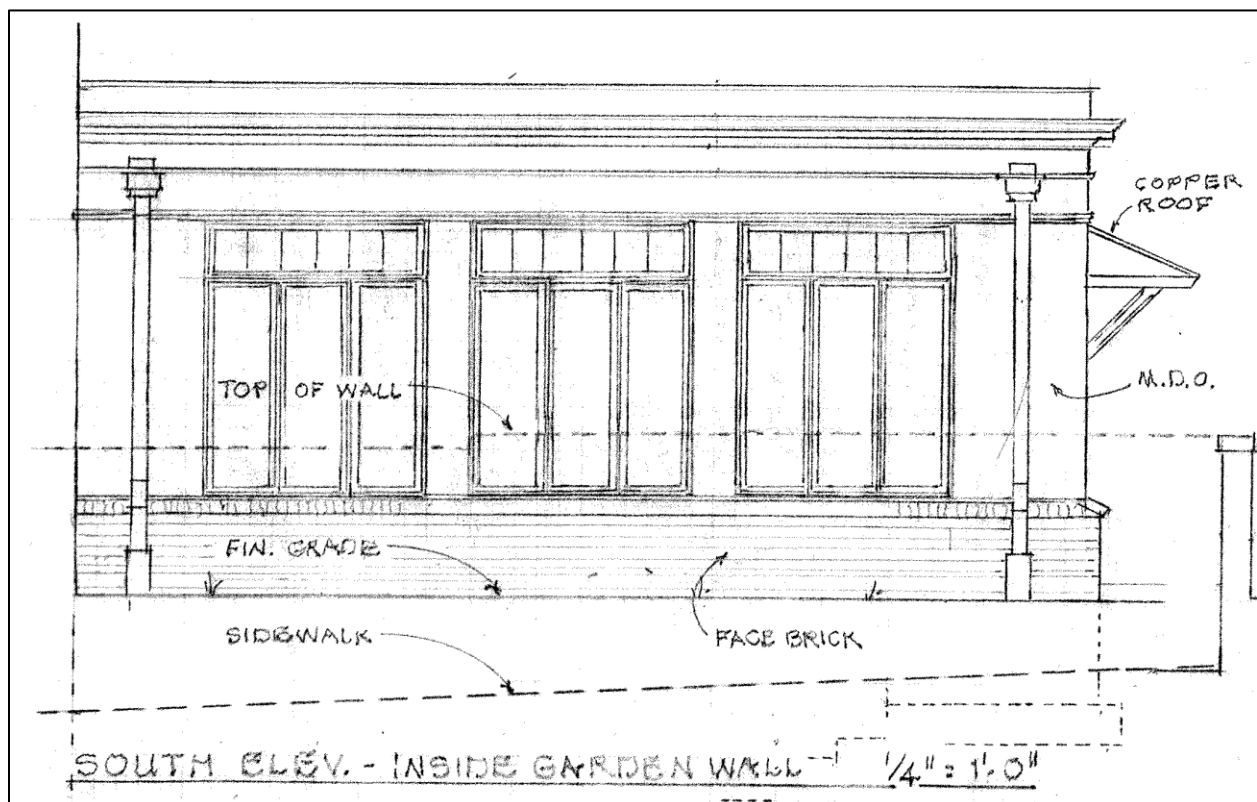 COPPER
ROOF
TOP OF WALL
M.D.O.
FIN. GRADE
SIDEWALK
FACE BRICK
SOUTH ELEV. - INSIDE GARDEN WALL 1/4" = 1'-0"